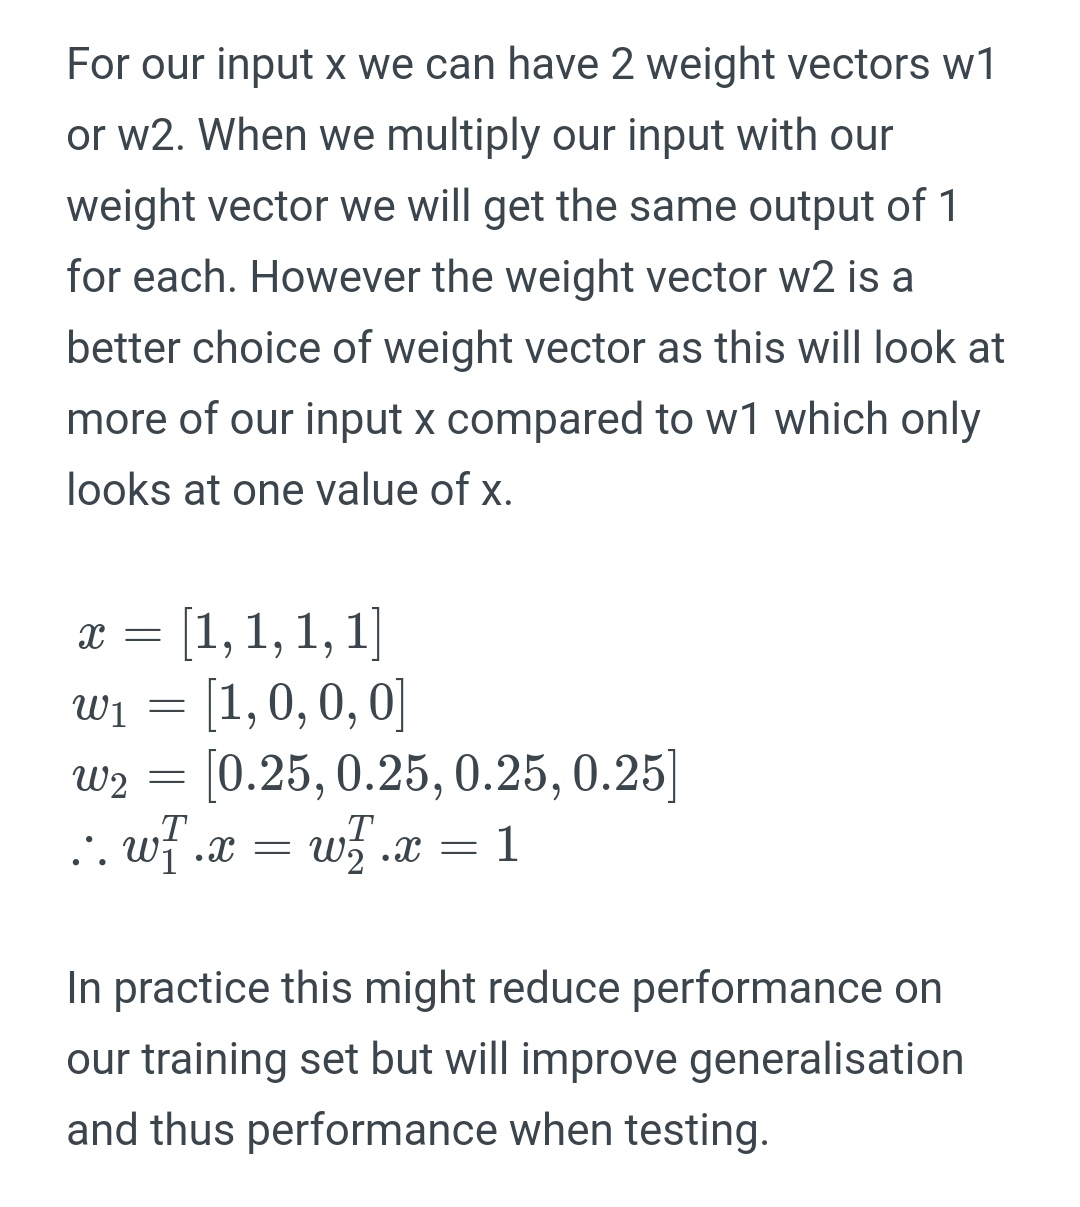 For our input x we can have 2 weight vectors w1
or w2. When we multiply our input with our
weight vector we will get the same output of 1
for each. However the weight vector w2 is a
better choice of weight vector as this will look at
more of our input x compared to w1 which only
looks at one value of x.
x = [1, 1, 1, 1]
w₁ = [1, 0, 0, 0]
w₂ = [0.25, 0.25, 0.25, 0.25]
∴ w₁ᵀ.x = w₂ᵀ.x = 1
In practice this might reduce performance on
our training set but will improve generalisation
and thus performance when testing.